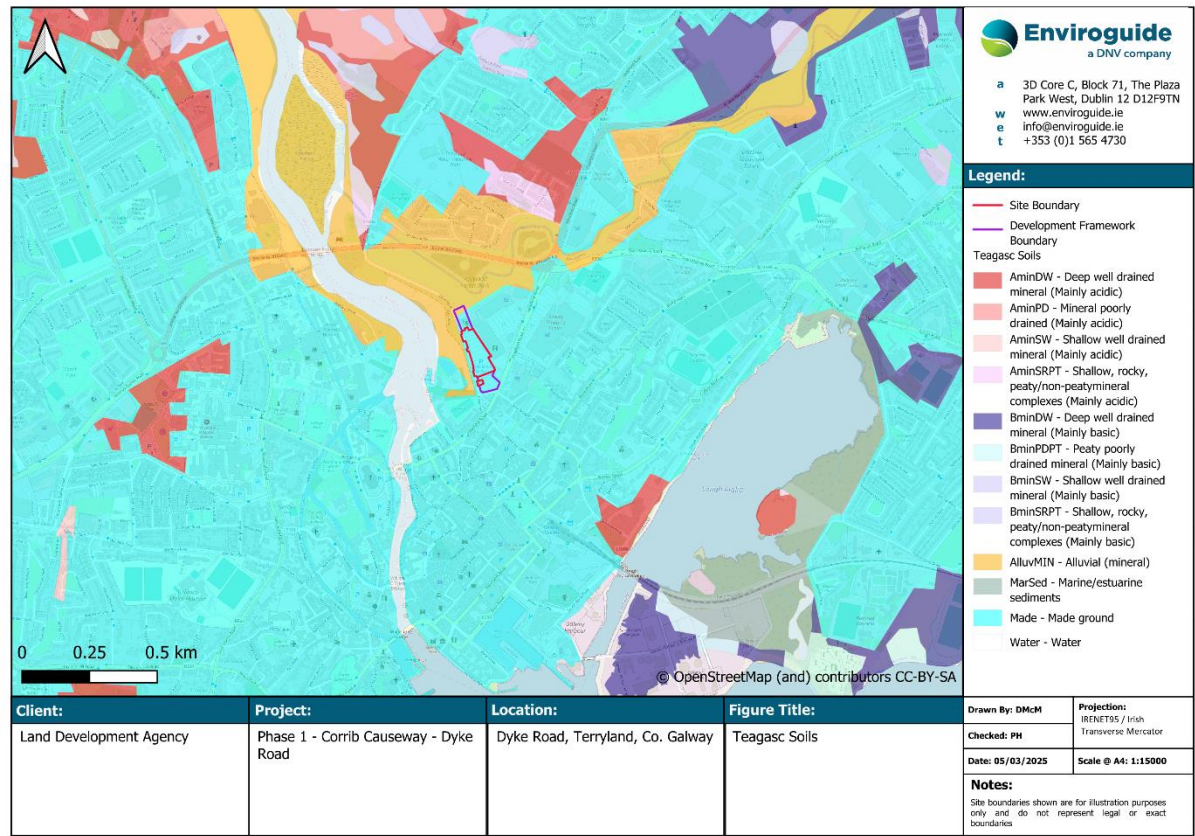 Enviroguide
a DNV company
a 3D Core C, Block 71, The Plaza
Park West, Dublin 12 D12F9TN
w www.enviroguide.ie
e info@enviroguide.ie
t +353 (0)1 565 4730
Legend:
Site Boundary
Development Framework
Boundary
Teagasc Soils
AminDW - Deep well drained
mineral (Mainly acidic)
AminPD - Mineral poorly
drained (Mainly acidic)
AminSW - Shallow well drained
mineral (Mainly acidic)
AminSRPT - Shallow, rocky,
peaty/non-peatymineral
complexes (Mainly acidic)
BminDW - Deep well drained
mineral (Mainly basic)
BminPDPT - Peaty poorly
drained mineral (Mainly basic)
BminSW - Shallow well drained
mineral (Mainly basic)
BminSRPT - Shallow, rocky,
peaty/non-peatymineral
complexes (Mainly basic)
AlluvMIN - Alluvial (mineral)
MarSed - Marine/estuarine
sediments
Made - Made ground
Water - Water
Lough Atalia
0 0.25 0.5 km
© OpenStreetMap (and) contributors CC-BY-SA
Client:
Land Development Agency
Project:
Phase 1 - Corrib Causeway - Dyke
Road
Location:
Dyke Road, Terryland, Co. Galway
Figure Title:
Teagasc Soils
Drawn By: DMcM
Checked: PH
Date: 05/03/2025
Projection:
IRENET95 / Irish
Transverse Mercator
Scale @ A4: 1:15000
Notes:
Site boundaries shown are for illustration purposes
only and do not represent legal or exact
boundaries